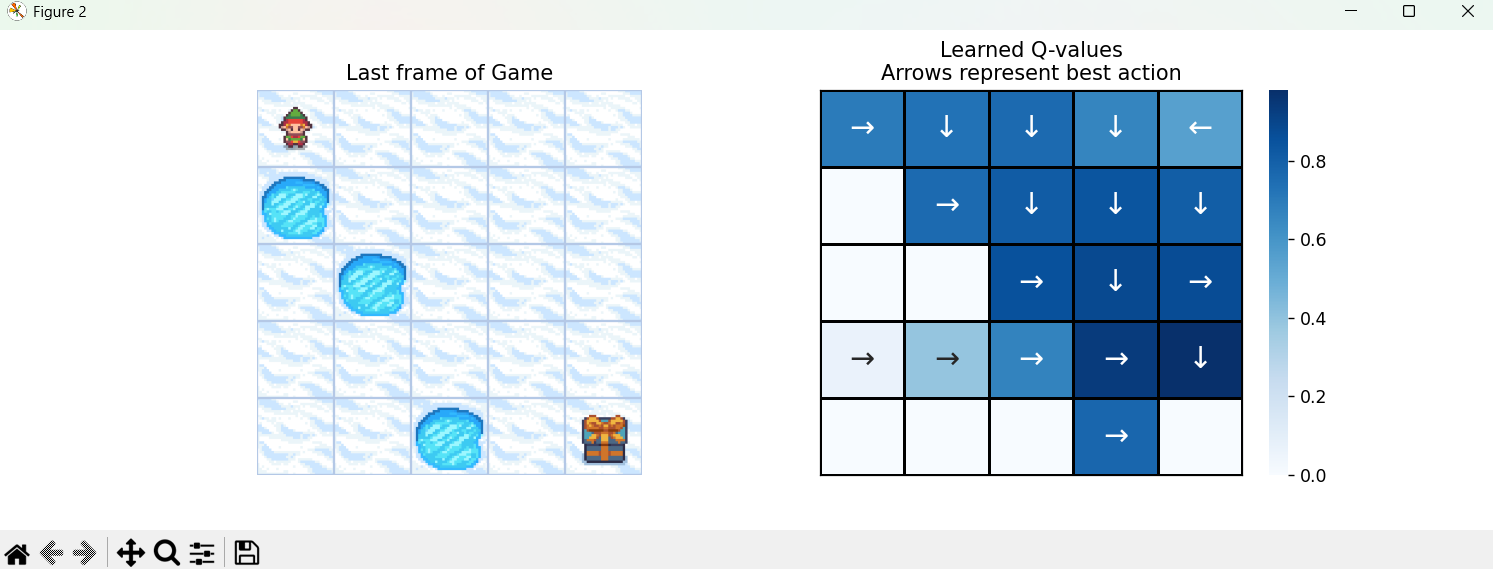 Figure 2
Last frame of Game
Learned Q-values
Arrows represent best action
→ ↓ ↓ ↓ ←
→ ↓ ↓ ↓
→ ↓ →
→ → → → ↓
→
0.8
0.6
0.4
0.2
0.0